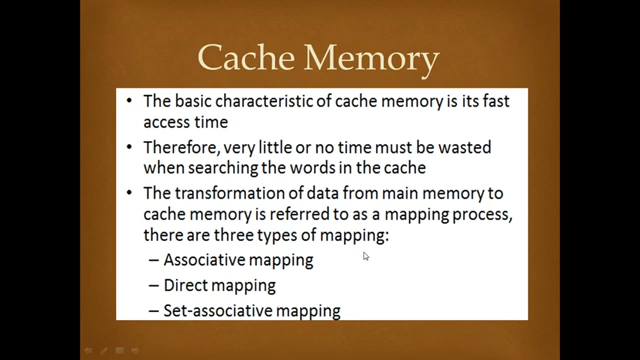 Cache Memory
• The basic characteristic of cache memory is its fast
access time
• Therefore, very little or no time must be wasted
when searching the words in the cache
• The transformation of data from main memory to
cache memory is referred to as a mapping process,
there are three types of mapping:
– Associative mapping
– Direct mapping
– Set-associative mapping